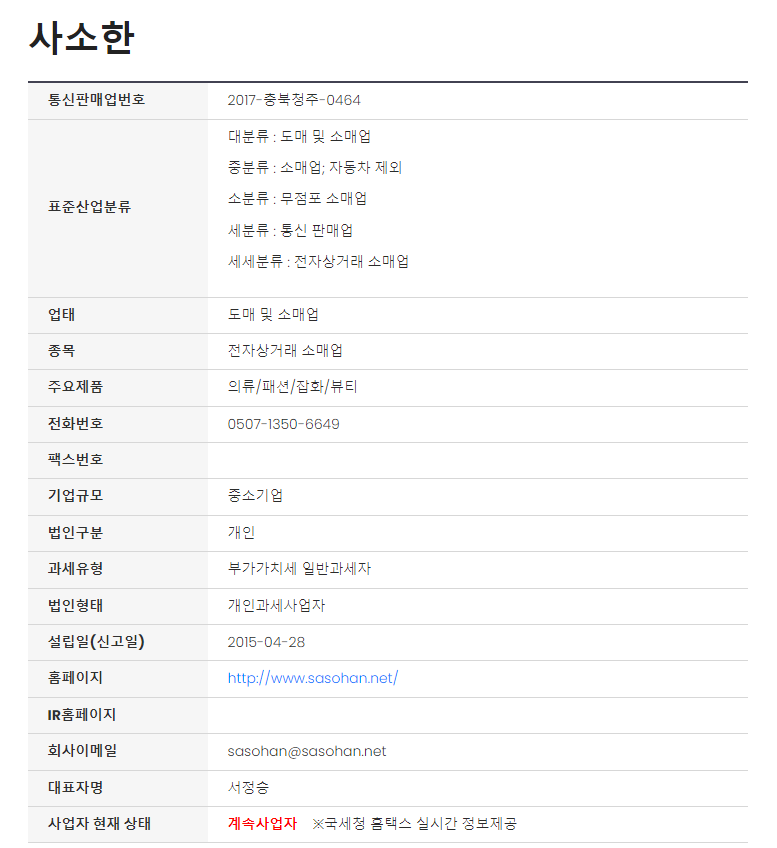 사소한
통신판매업번호 2017-충북청주-0464
표준산업분류
대분류 : 도매 및 소매업
중분류 : 소매업; 자동차 제외
소분류 : 무점포 소매업
세분류 : 통신 판매업
세세분류 : 전자상거래 소매업
업태 도매 및 소매업
종목 전자상거래 소매업
주요제품 의류/패션/잡화/뷰티
전화번호 0507-1350-6649
팩스번호
기업규모 중소기업
법인구분 개인
과세유형 부가가치세 일반과세자
법인형태 개인과세사업자
설립일(신고일) 2015-04-28
홈페이지 http://www.sasohan.net/
IR홈페이지
회사이메일 sasohan@sasohan.net
대표자명 서정승
사업자 현재 상태 계속사업자 ※국세청 홈택스 실시간 정보제공